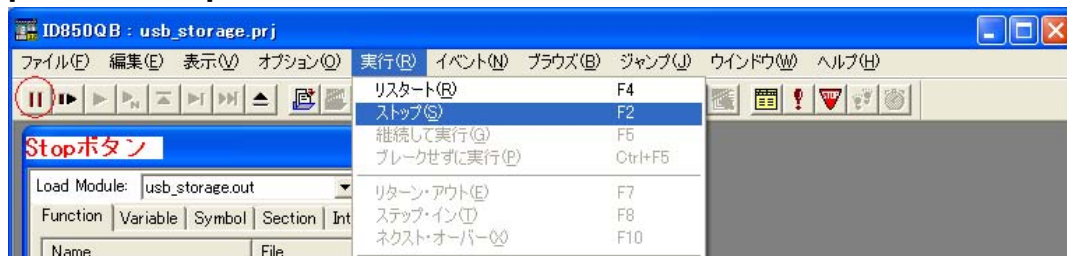 ID850QB : usb_storage.prj
ファイル(F) 編集(E) 表示(V) オプション(O) 実行(R) イベント(N) ブラウズ(B) ジャンプ(J) ウインドウ(W) ヘルプ(H)
リスタート(R) F4
ストップ(S) F2
継続して実行(G) F5
ブレークせずに実行(P) Ctrl+F5
リターン・アウト(E) F7
ステップ・イン(T) F8
ネクスト・オーバー(X) F10
Stopボタン
Load Module: usb_storage.out
Function Variable Symbol Section Int
Name File